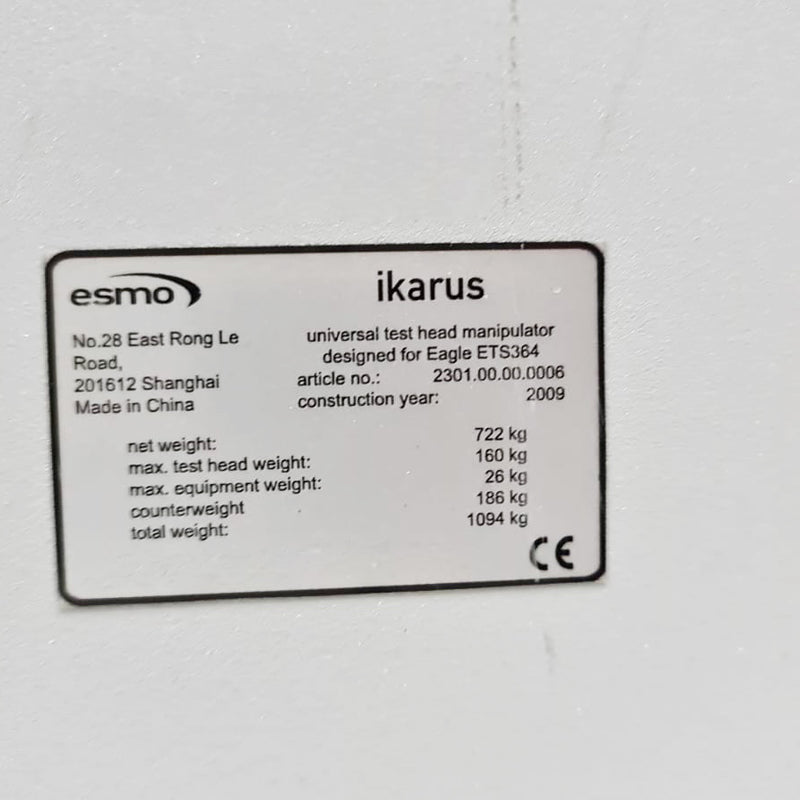 esmo
ikarus
No.28 East Rong Le
Road,
201612 Shanghai
Made in China
universal test head manipulator
designed for Eagle ETS364
article no.: 2301.00.00.0006
construction year: 2009
net weight: 722 kg
max. test head weight: 160 kg
max. equipment weight: 26 kg
counterweight 186 kg
total weight: 1094 kg
CE